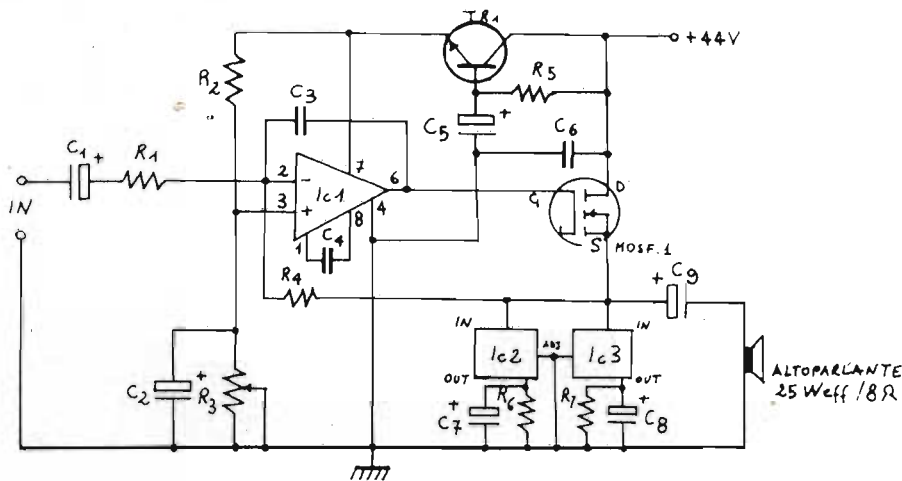 TR1
+44V
R2
R5
C3
C5
+
C6
C1
+
R1
7
2
-
6
IC1
3
+
4
8
1
C4
G
D
S
MOSF.1
IN
R4
+
C9
IN
IN
Ic2
ADJ
Ic3
OUT
OUT
ALTOPARLANTE
25 Weff/8Ω
C2
+
R3
C7
+
R6
R7
+
C8